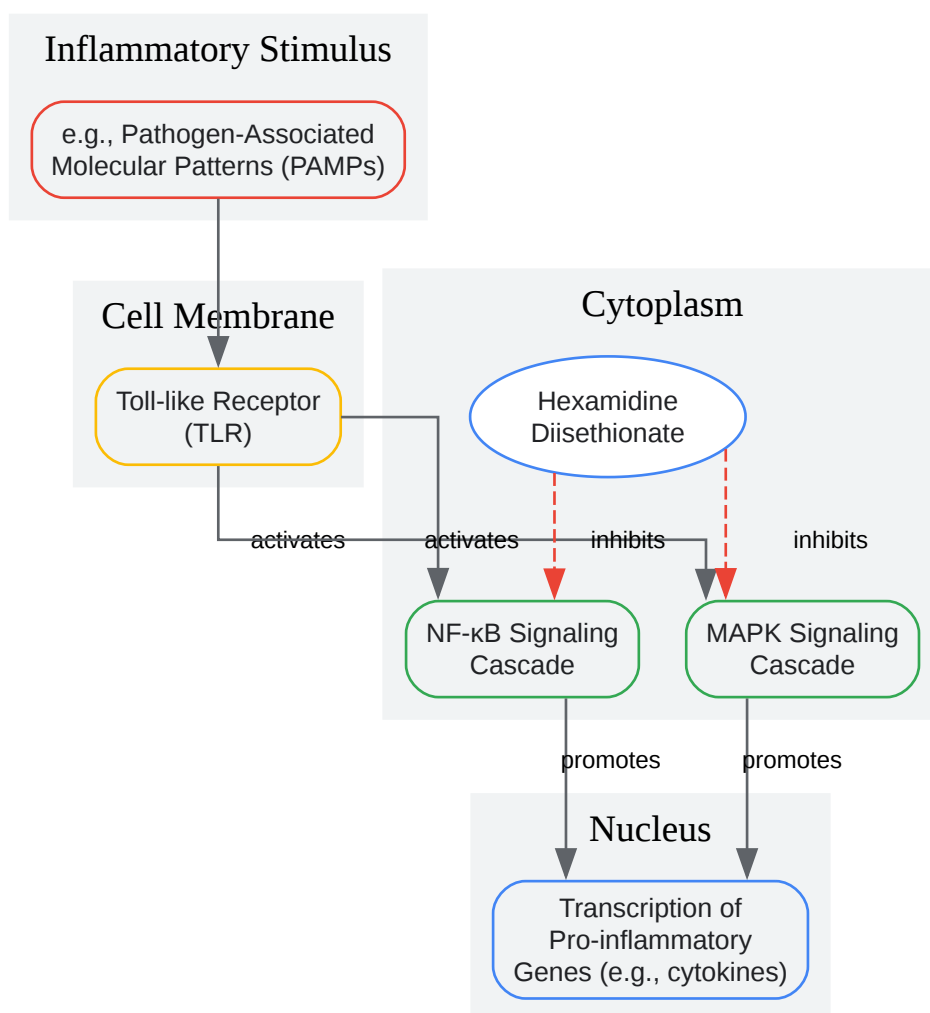 Inflammatory Stimulus
e.g., Pathogen-Associated
Molecular Patterns (PAMPs)
Cell Membrane
Toll-like Receptor
(TLR)
Cytoplasm
Hexamidine
Diisethionate
activates
activates
inhibits
inhibits
NF-κB Signaling
Cascade
MAPK Signaling
Cascade
promotes
promotes
Nucleus
Transcription of
Pro-inflammatory
Genes (e.g., cytokines)